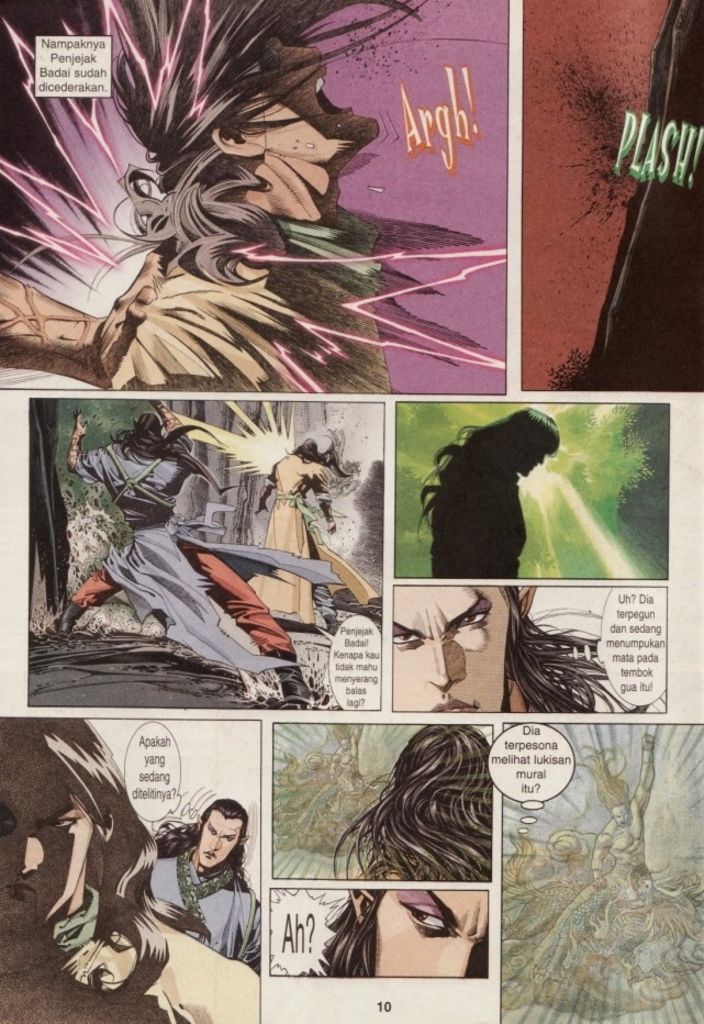 Nampaknya
Penjejak
Badai sudah
dicederakan.
Argh!
PLASH!
Penjejak
Badai!
Kenapa kau
tidak mahu
menyerang
balas
lagi?
Uh? Dia
terpegun
dan sedang
menumpukan
mata pada
tembok
gua itu!
Apakah
yang
sedang
ditelitinya?
Ah?
Dia
terpesona
melihat lukisan
mural
itu?
10